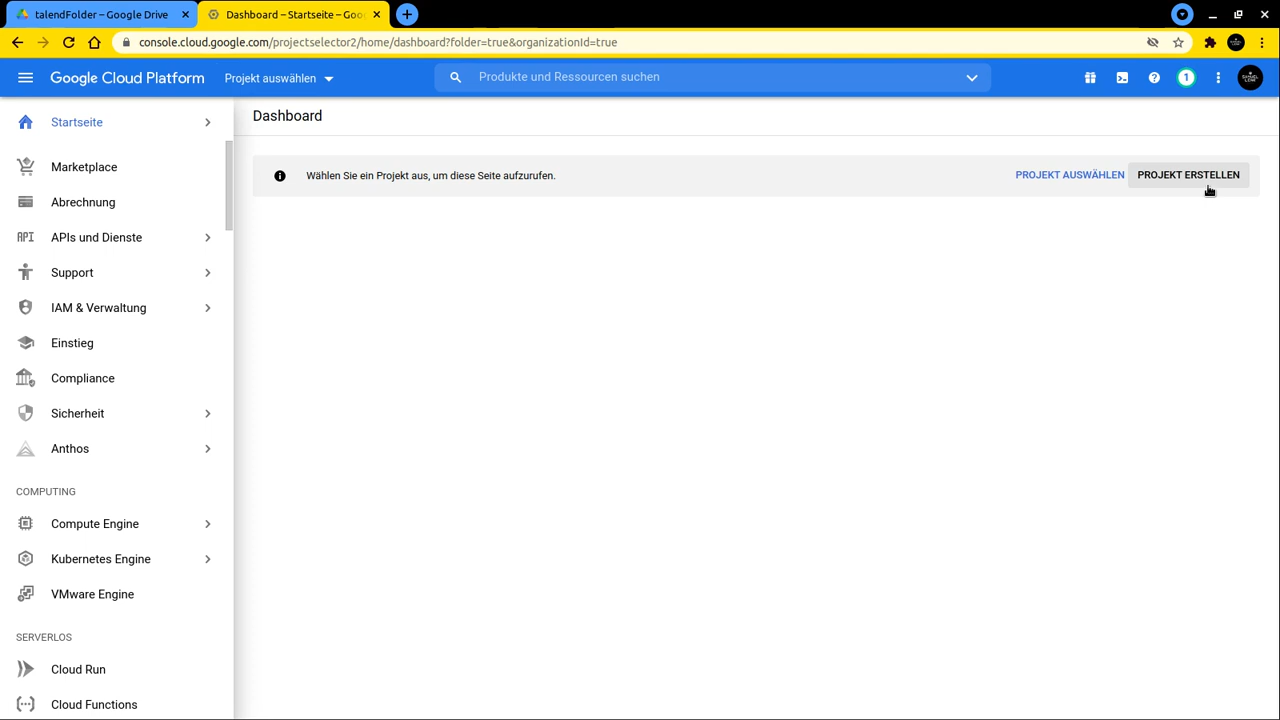 talendFolder – Google Drive
Dashboard – Startseite – Goo
console.cloud.google.com/projectselector2/home/dashboard?folder=true&organizationId=true
Google Cloud Platform
Projekt auswählen
Produkte und Ressourcen suchen
1
Startseite
Dashboard
Marketplace
Wählen Sie ein Projekt aus, um diese Seite aufzurufen.
PROJEKT AUSWÄHLEN
PROJEKT ERSTELLEN
Abrechnung
API
APIs und Dienste
Support
IAM & Verwaltung
Einstieg
Compliance
Sicherheit
Anthos
COMPUTING
Compute Engine
Kubernetes Engine
VMware Engine
SERVERLOS
Cloud Run
Cloud Functions